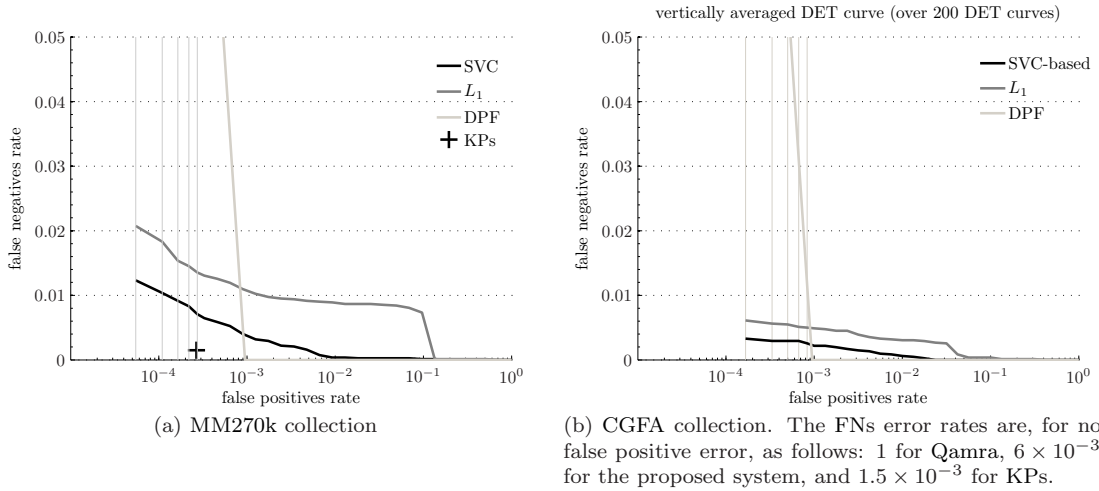 vertically averaged DET curve (over 200 DET curves)
0.05
0.04
0.03
0.02
0.01
0
false negatives rate
SVC
L₁
DPF
KPs
10⁻⁴ 10⁻³ 10⁻² 10⁻¹ 10⁰
false positives rate
(a) MM270k collection
0.05
0.04
0.03
0.02
0.01
0
false negatives rate
SVC-based
L₁
DPF
10⁻⁴ 10⁻³ 10⁻² 10⁻¹ 10⁰
false positives rate
(b) CGFA collection. The FNs error rates are, for no
false positive error, as follows: 1 for Qamra, 6 × 10⁻³
for the proposed system, and 1.5 × 10⁻³ for KPs.